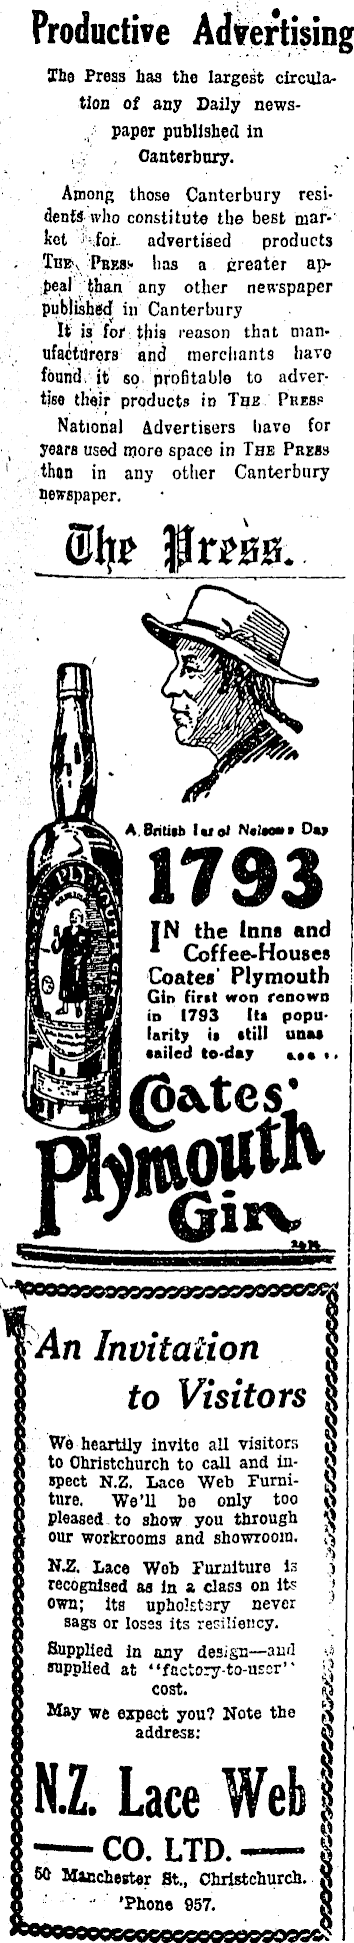 Productive Advertising
The Press has the largest circula-
tion of any Daily news-
paper published in
Canterbury.
Among those Canterbury resi-
dents who constitute the best mar-
ket for advertised products
THE PRESS has a greater ap-
peal than any other newspaper
published in Canterbury
It is for this reason that man-
ufacturers and merchants have
found it so profitable to adver-
tise their products in THE PRESS
National Advertisers have for
years used more space in THE PRESS
than in any other Canterbury
newspaper.
The Press.
A British Tar of Nelson's Day
1793
IN the Inns and
Coffee-Houses
Coates' Plymouth
Gin first won renown
in 1793 Its popu-
larity is still unas
sailed to-day ....
PLYMOUTH
Coates'
Plymouth
Gin
An Invitation
to Visitors
We heartily invite all visitors
to Christchurch to call and in-
spect N.Z. Lace Web Furni-
ture. We'll be only too
pleased to show you through
our workrooms and showroom.
N.Z. Lace Web Furniture is
recognised as in a class on its
own; its upholstery never
sags or loses its resiliency.
Supplied in any design—and
supplied at "factory-to-user"
cost.
May we expect you? Note the
address:
N.Z. Lace Web
CO. LTD.
50 Manchester St., Christchurch.
'Phone 957.